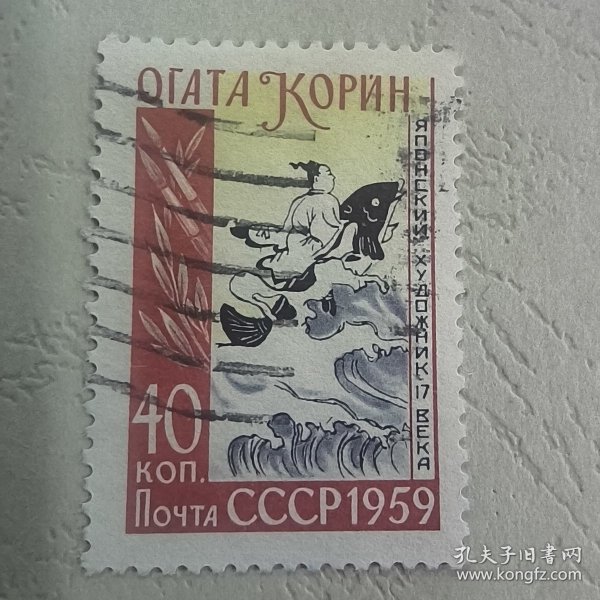 ОГАТА КОРИН
ЯПОНСКИЙ ХУДОЖНИК 17 ВЕКА
40
КОП.
ПОЧТА СССР 1959
孔夫子旧书网
www.kongfz.com